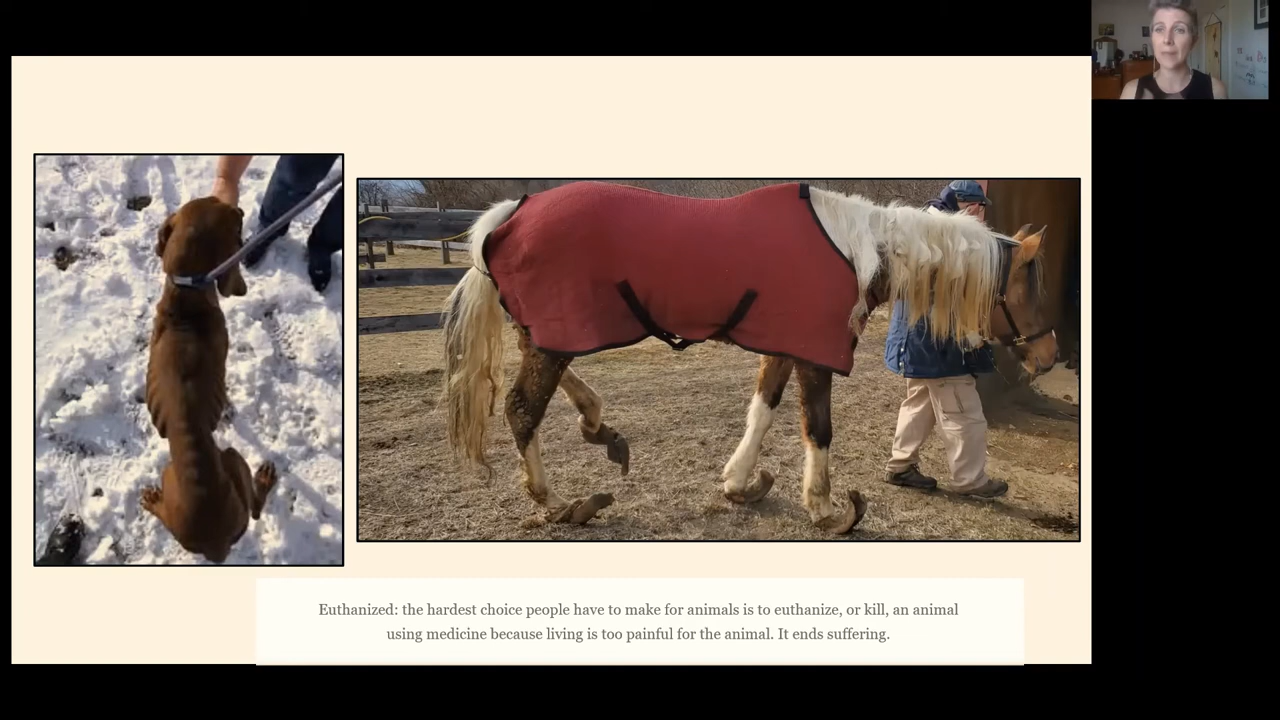 Euthanized: the hardest choice people have to make for animals is to euthanize, or kill, an animal
using medicine because living is too painful for the animal. It ends suffering.